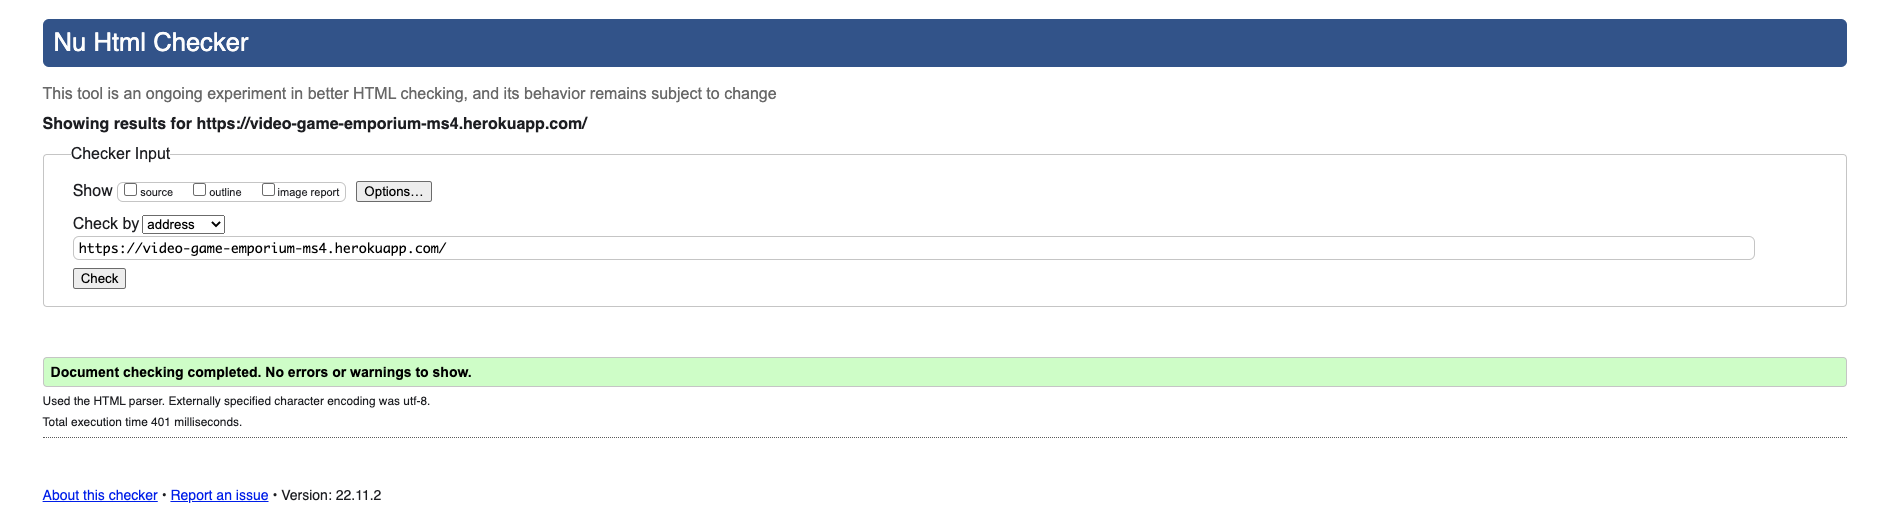 Nu Html Checker
This tool is an ongoing experiment in better HTML checking, and its behavior remains subject to change
Showing results for https://video-game-emporium-ms4.herokuapp.com/
Checker Input
Show source outline image report Options...
Check by address
https://video-game-emporium-ms4.herokuapp.com/
Check
Document checking completed. No errors or warnings to show.
Used the HTML parser. Externally specified character encoding was utf-8.
Total execution time 401 milliseconds.
About this checker • Report an issue • Version: 22.11.2